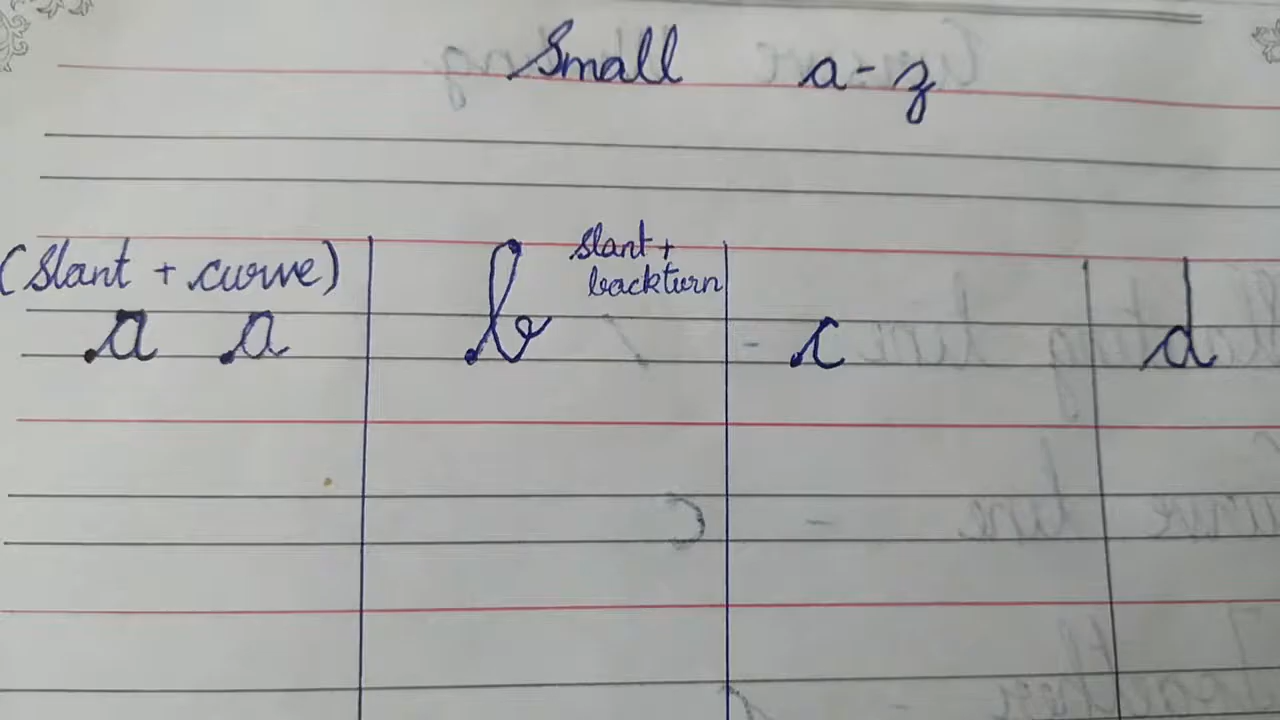 Small a-z
(Slant + curve)
slant +
backturn
a a b c d